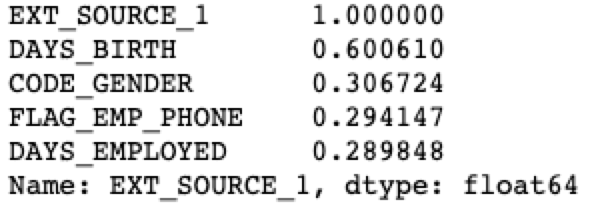 EXT_SOURCE_1 1.000000
DAYS_BIRTH 0.600610
CODE_GENDER 0.306724
FLAG_EMP_PHONE 0.294147
DAYS_EMPLOYED 0.289848
Name: EXT_SOURCE_1, dtype: float64